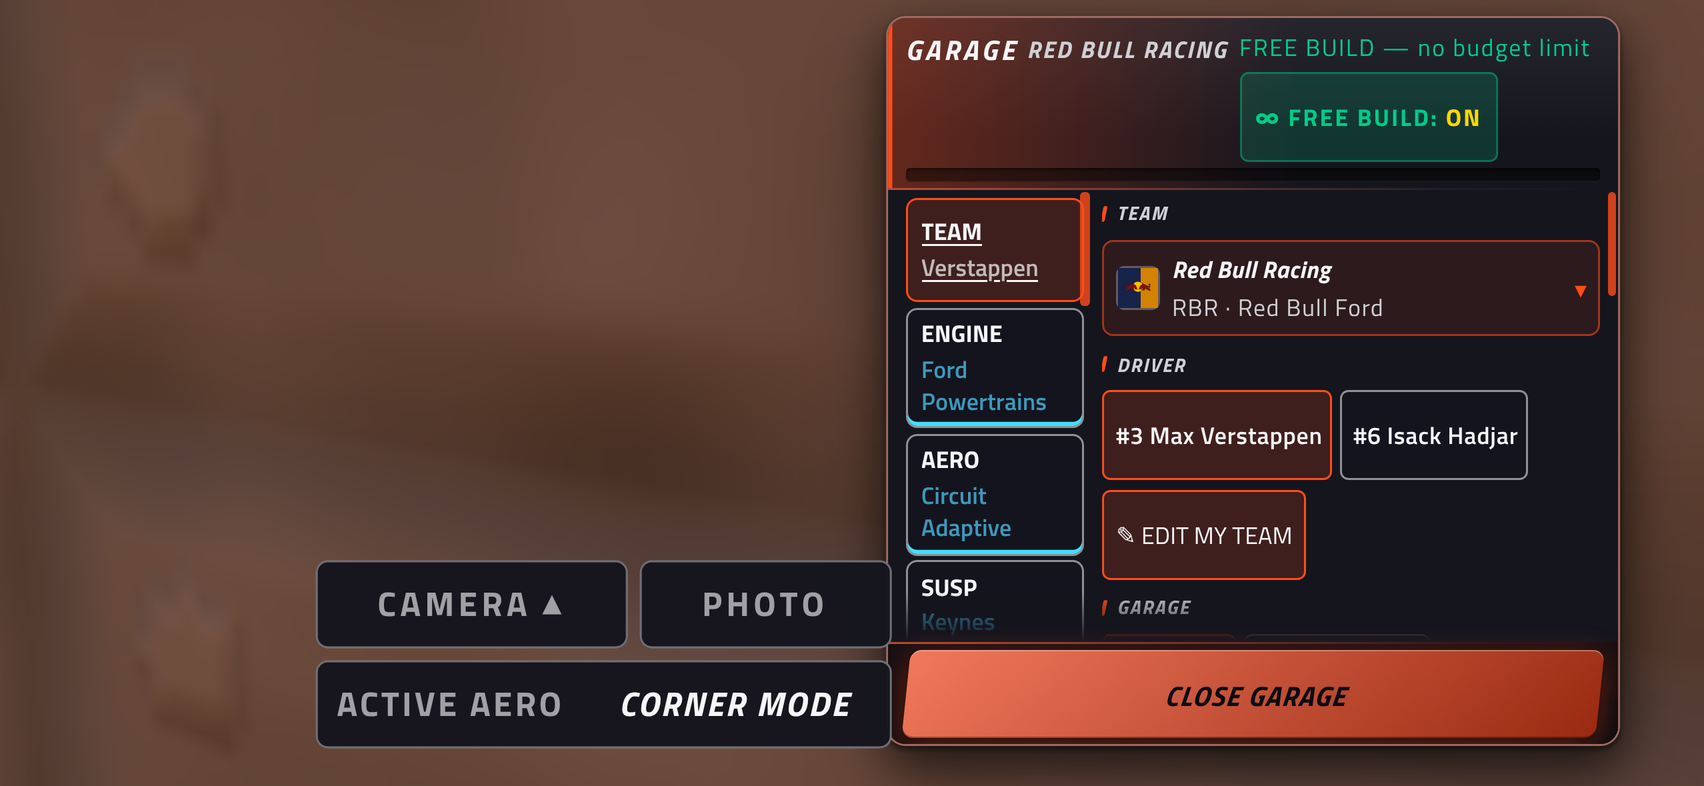 GARAGE RED BULL RACING FREE BUILD — no budget limit
∞ FREE BUILD: ON
TEAM
Verstappen
ENGINE
Ford
Powertrains
AERO
Circuit
Adaptive
SUSP
Keynes
TEAM
Red Bull Racing
RBR · Red Bull Ford
▼
DRIVER
#3 Max Verstappen
#6 Isack Hadjar
✎ EDIT MY TEAM
GARAGE
CAMERA ▲
PHOTO
ACTIVE AERO CORNER MODE
CLOSE GARAGE